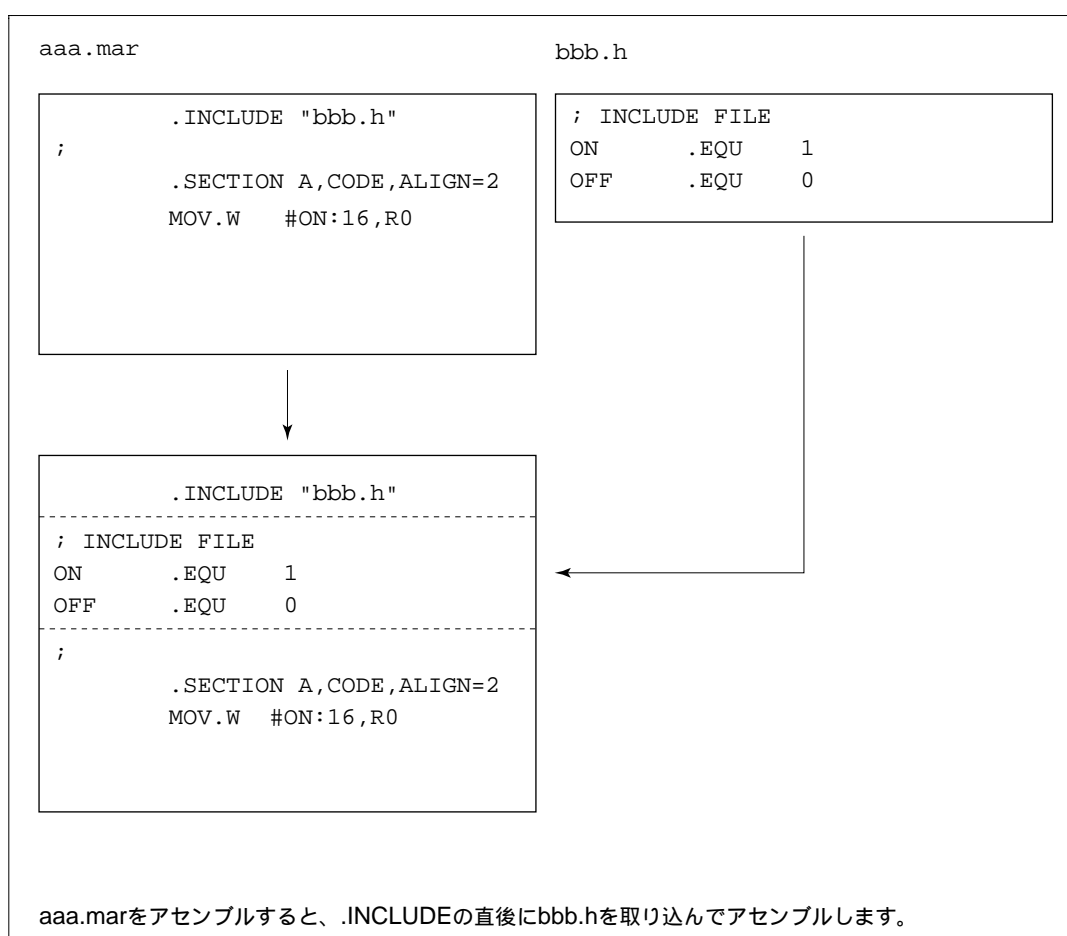 aaa.mar
.INCLUDE "bbb.h"
;
.SECTION A,CODE,ALIGN=2
MOV.W #ON:16,R0
bbb.h
; INCLUDE FILE
ON .EQU 1
OFF .EQU 0
.INCLUDE "bbb.h"
; INCLUDE FILE
ON .EQU 1
OFF .EQU 0
;
.SECTION A,CODE,ALIGN=2
MOV.W #ON:16,R0
aaa.marをアセンブルすると、.INCLUDEの直後にbbb.hを取り込んでアセンブルします。